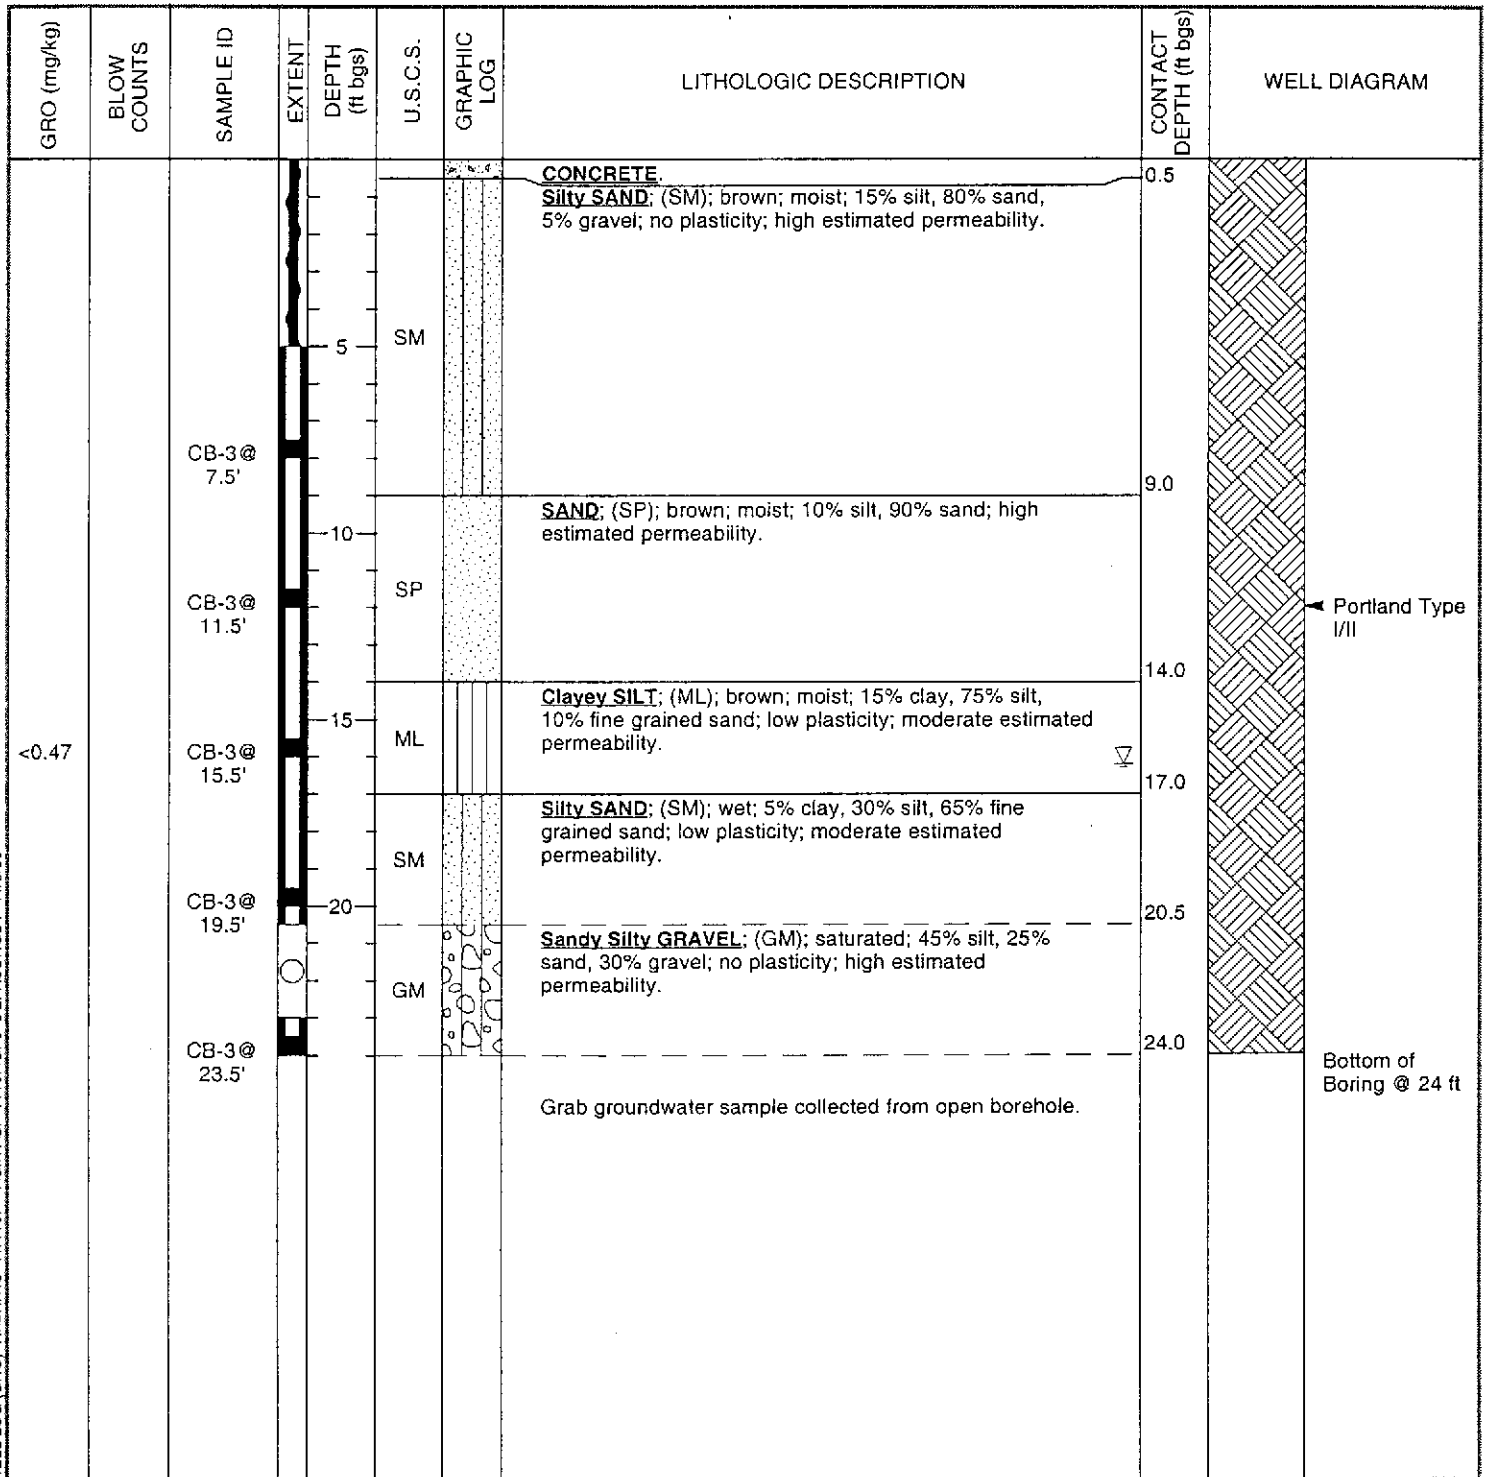 GRO (mg/kg)
BLOW
COUNTS
SAMPLE ID
EXTENT
DEPTH
(ft bgs)
U.S.C.S.
GRAPHIC
LOG
LITHOLOGIC DESCRIPTION
CONTACT
DEPTH (ft bgs)
WELL DIAGRAM
CONCRETE.
0.5
Silty SAND; (SM); brown; moist; 15% silt, 80% sand,
5% gravel; no plasticity; high estimated permeability.
SM
5
CB-3@
7.5'
9.0
SAND; (SP); brown; moist; 10% silt, 90% sand; high
estimated permeability.
10
SP
CB-3@
11.5'
Portland Type
I/II
14.0
Clayey SILT; (ML); brown; moist; 15% clay, 75% silt,
10% fine grained sand; low plasticity; moderate estimated
permeability.
15
ML
<0.47
CB-3@
15.5'
17.0
Silty SAND; (SM); wet; 5% clay, 30% silt, 65% fine
grained sand; low plasticity; moderate estimated
permeability.
SM
CB-3@
19.5'
20
20.5
Sandy Silty GRAVEL; (GM); saturated; 45% silt, 25%
sand, 30% gravel; no plasticity; high estimated
permeability.
GM
CB-3@
23.5'
24.0
Bottom of
Boring @ 24 ft
Grab groundwater sample collected from open borehole.